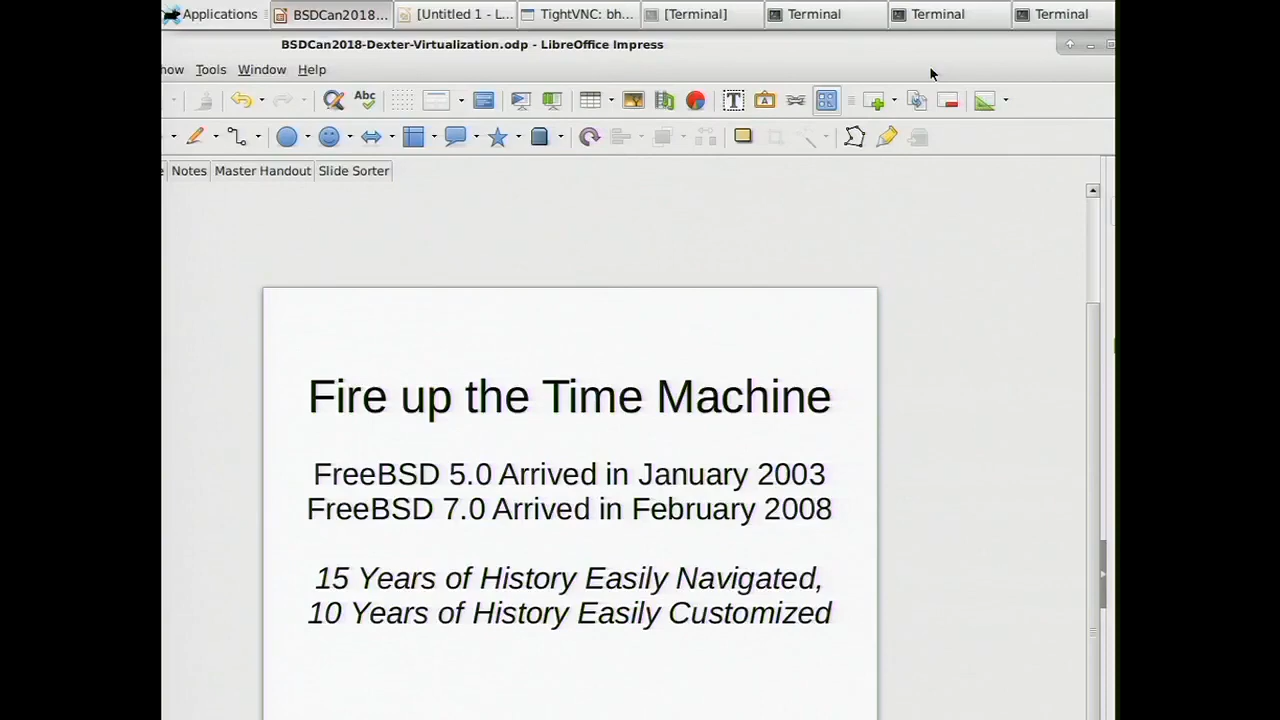 Applications
BSDCan2018...
[Untitled 1 - L...
TightVNC: bh...
[Terminal]
Terminal
Terminal
Terminal
BSDCan2018-Dexter-Virtualization.odp - LibreOffice Impress
Tools Window Help
Abc
Notes Master Handout Slide Sorter
Fire up the Time Machine
FreeBSD 5.0 Arrived in January 2003
FreeBSD 7.0 Arrived in February 2008
15 Years of History Easily Navigated,
10 Years of History Easily Customized